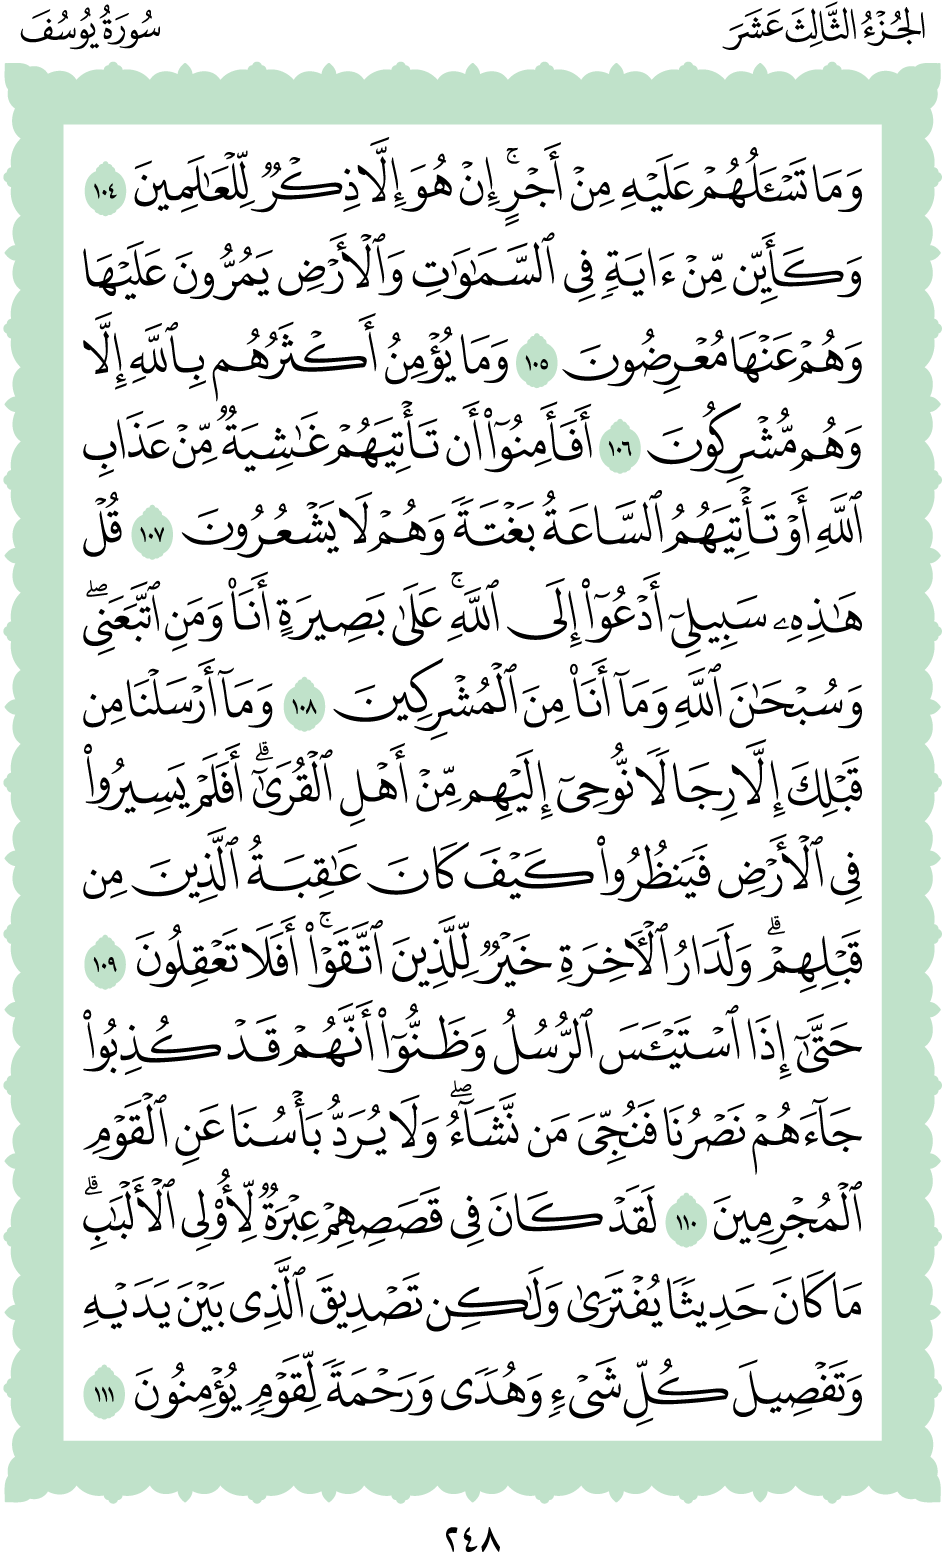 الجُزْءُ الثَّالِثَ عَشَرَ سُورَةُ يُوسُفَ
وَمَا تَسْـَٔلُهُمْ عَلَيْهِ مِنْ أَجْرٍۚ إِنْ هُوَ إِلَّا ذِكْرٌۭ لِّلْعَٰلَمِينَ ١٠٤
وَكَأَيِّن مِّنْ ءَايَةٍۢ فِى ٱلسَّمَٰوَٰتِ وَٱلْأَرْضِ يَمُرُّونَ عَلَيْهَا
وَهُمْ عَنْهَا مُعْرِضُونَ ١٠٥ وَمَا يُؤْمِنُ أَكْثَرُهُم بِٱللَّهِ إِلَّا
وَهُم مُّشْرِكُونَ ١٠٦ أَفَأَمِنُوٓا۟ أَن تَأْتِيَهُمْ غَٰشِيَةٌۭ مِّنْ عَذَابِ
ٱللَّهِ أَوْ تَأْتِيَهُمُ ٱلسَّاعَةُ بَغْتَةًۭ وَهُمْ لَا يَشْعُرُونَ ١٠٧ قُلْ
هَٰذِهِۦ سَبِيلِىٓ أَدْعُوٓا۟ إِلَى ٱللَّهِۚ عَلَىٰ بَصِيرَةٍ أَنَا۠ وَمَنِ ٱتَّبَعَنِىۖ
وَسُبْحَٰنَ ٱللَّهِ وَمَآ أَنَا۠ مِنَ ٱلْمُشْرِكِينَ ١٠٨ وَمَآ أَرْسَلْنَا مِن
قَبْلِكَ إِلَّا رِجَالًۭا نُّوحِىٓ إِلَيْهِم مِّنْ أَهْلِ ٱلْقُرَىٰٓۗ أَفَلَمْ يَسِيرُوا۟
فِى ٱلْأَرْضِ فَيَنظُرُوا۟ كَيْفَ كَانَ عَٰقِبَةُ ٱلَّذِينَ مِن
قَبْلِهِمْۗ وَلَدَارُ ٱلْءَاخِرَةِ خَيْرٌۭ لِّلَّذِينَ ٱتَّقَوْا۟ۚ أَفَلَا تَعْقِلُونَ ١٠٩
حَتَّىٰٓ إِذَا ٱسْتَيْـَٔسَ ٱلرُّسُلُ وَظَنُّوٓا۟ أَنَّهُمْ قَدْ كُذِبُوا۟
جَآءَهُمْ نَصْرُنَا فَنُجِّىَ مَن نَّشَآءُۖ وَلَا يُرَدُّ بَأْسُنَا عَنِ ٱلْقَوْمِ
ٱلْمُجْرِمِينَ ١١٠ لَقَدْ كَانَ فِى قَصَصِهِمْ عِبْرَةٌۭ لِّأُو۟لِى ٱلْأَلْبَٰبِۗ
مَا كَانَ حَدِيثًۭا يُفْتَرَىٰ وَلَٰكِن تَصْدِيقَ ٱلَّذِى بَيْنَ يَدَيْهِ
وَتَفْصِيلَ كُلِّ شَىْءٍۢ وَهُدًۭى وَرَحْمَةًۭ لِّقَوْمٍۢ يُؤْمِنُونَ ١١١
٢٤٨